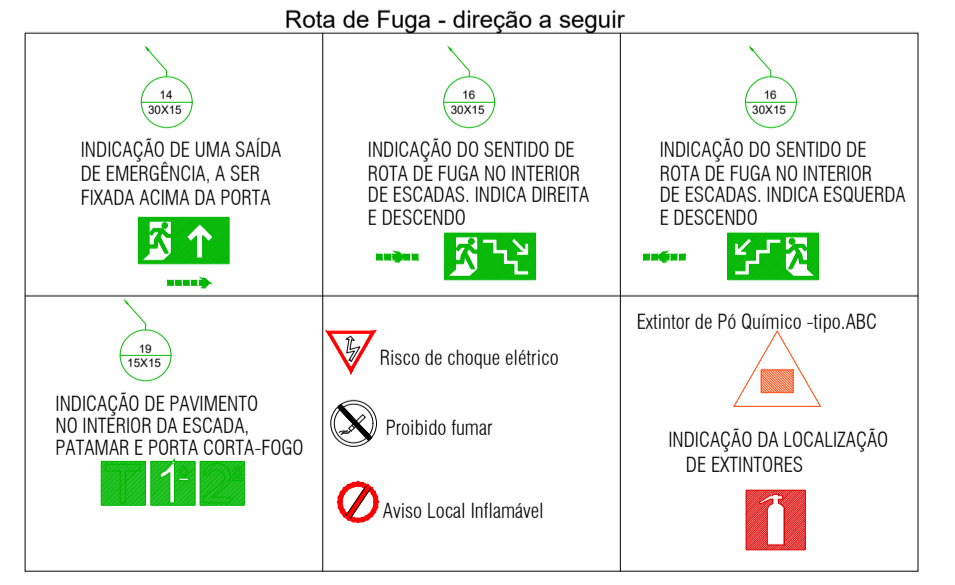 Rota de Fuga - direção a seguir
14
30X15
INDICAÇÃO DE UMA SAÍDA
DE EMERGÊNCIA, A SER
FIXADA ACIMA DA PORTA
16
30X15
INDICAÇÃO DO SENTIDO DE
ROTA DE FUGA NO INTERIOR
DE ESCADAS. INDICA DIREITA
E DESCENDO
16
30X15
INDICAÇÃO DO SENTIDO DE
ROTA DE FUGA NO INTERIOR
DE ESCADAS. INDICA ESQUERDA
E DESCENDO
19
15X15
INDICAÇÃO DE PAVIMENTO
NO INTERIOR DA ESCADA,
PATAMAR E PORTA CORTA-FOGO
T 1º 2º
Risco de choque elétrico
Proibido fumar
Aviso Local Inflamável
Extintor de Pó Químico -tipo.ABC
INDICAÇÃO DA LOCALIZAÇÃO
DE EXTINTORES